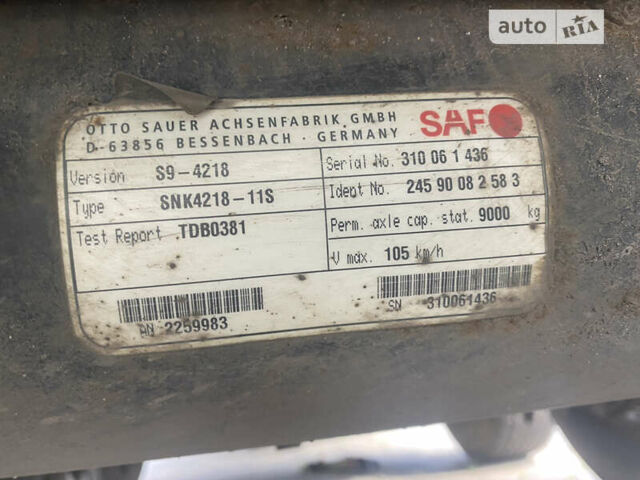 auto RIA
OTTO SAUER ACHSENFABRIK GMBH
D-63856 BESSENBACH · GERMANY
SAF
Version S9-4218
Serial No. 310 06 1 436
Type SNK4218-11S
Ident No. 245 90 08 2 58 3
Test Report TDB0381
Perm. axle cap. stat. 9000 kg
V max. 105 km/h
AN 2259983
SN 310061436